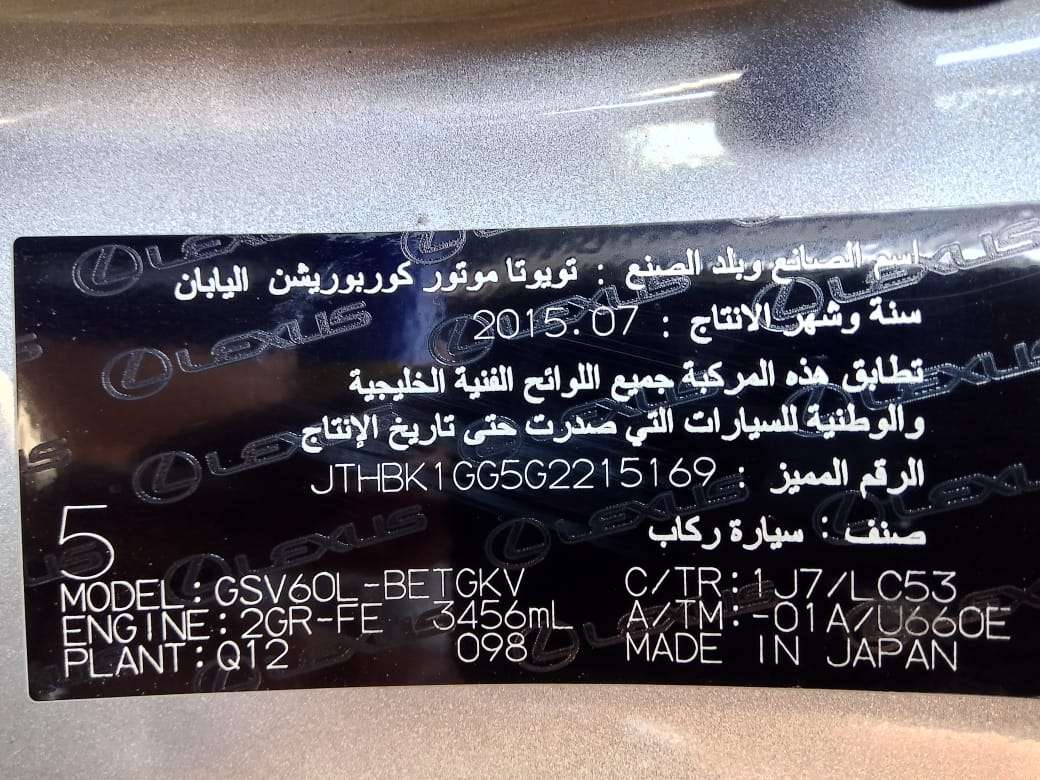 اسم الصانع وبلد الصنع : تويوتا موتور كوربوريشن اليابان
سنة وشهر الانتاج : 2015.07
تطابق هذه المركبة جميع اللوائح الفنية الخليجية
والوطنية للسيارات التي صدرت حتى تاريخ الإنتاج
الرقم المميز : JTHBK1GG5G2215169
صنف : سيارة ركاب
5
MODEL:GSV60L-BETGKV C/TR:1J7/LC53
ENGINE:2GR-FE 3456mL A/TM:-01A/U660E
PLANT:Q12 098 MADE IN JAPAN